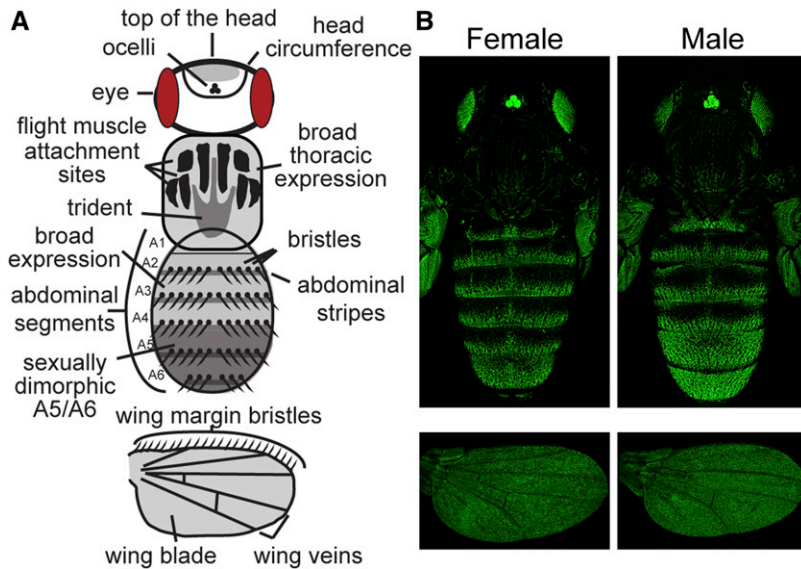 A
top of the head
ocelli
head
circumference
eye
flight muscle
attachment
sites
broad
thoracic
expression
trident
broad
expression
bristles
A1
A2
A3
A4
A5
A6
abdominal
segments
abdominal
stripes
sexually
dimorphic
A5/A6
wing margin bristles
wing blade
wing veins
B
Female
Male